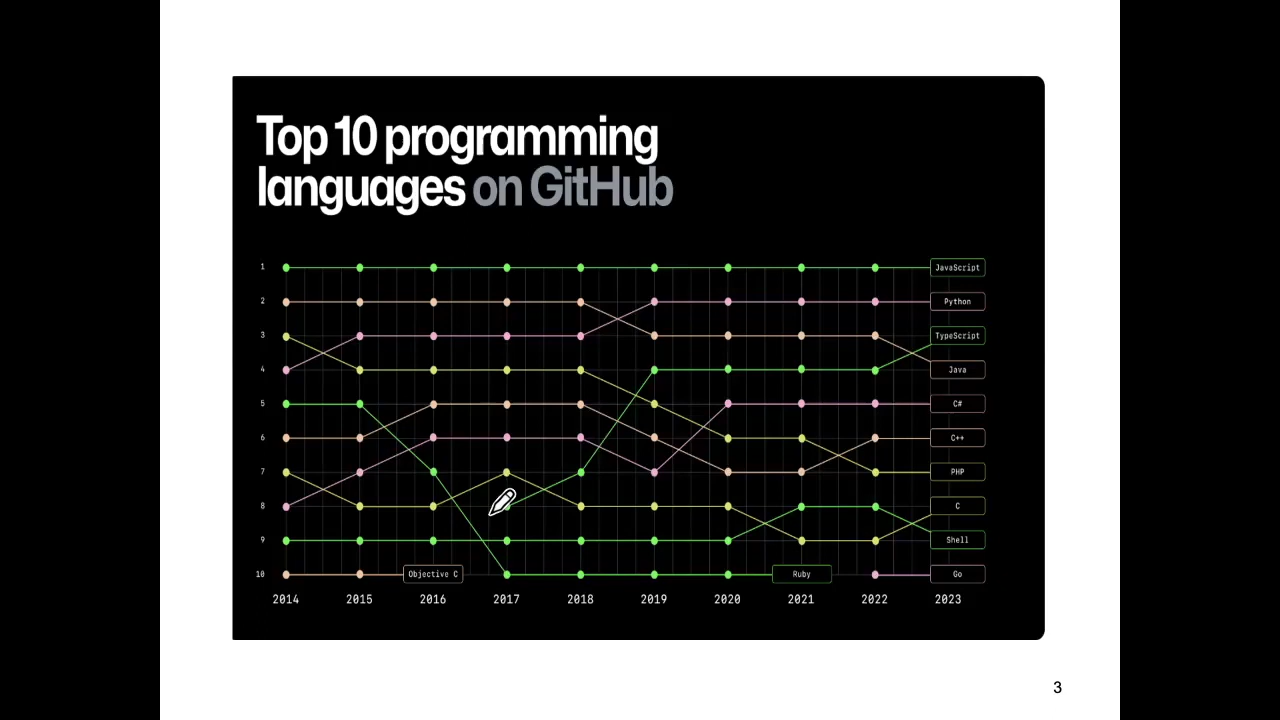 Top 10 programming
languages on GitHub
1
JavaScript
2
Python
3
TypeScript
4
Java
5
C#
6
C++
7
PHP
8
C
9
Shell
10
Objective C
Ruby
Go
2014 2015 2016 2017 2018 2019 2020 2021 2022 2023
3